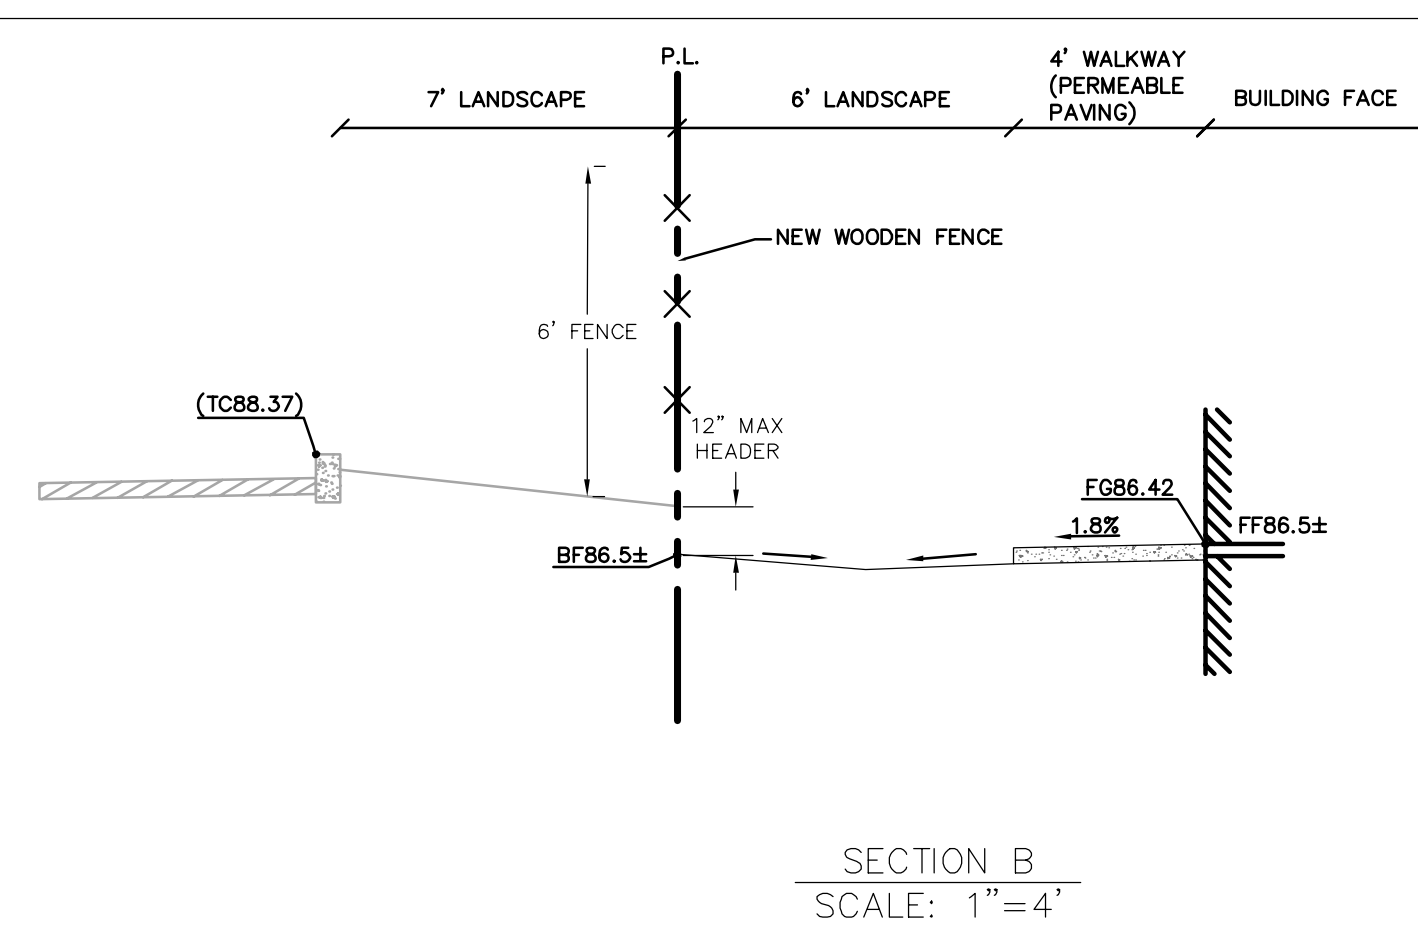 P.L.
7' LANDSCAPE
6' LANDSCAPE
4' WALKWAY
(PERMEABLE
PAVING)
BUILDING FACE
NEW WOODEN FENCE
6' FENCE
(TC88.37)
12" MAX
HEADER
FG86.42
1.8%
FF86.5±
BF86.5±
SECTION B
SCALE: 1"=4'